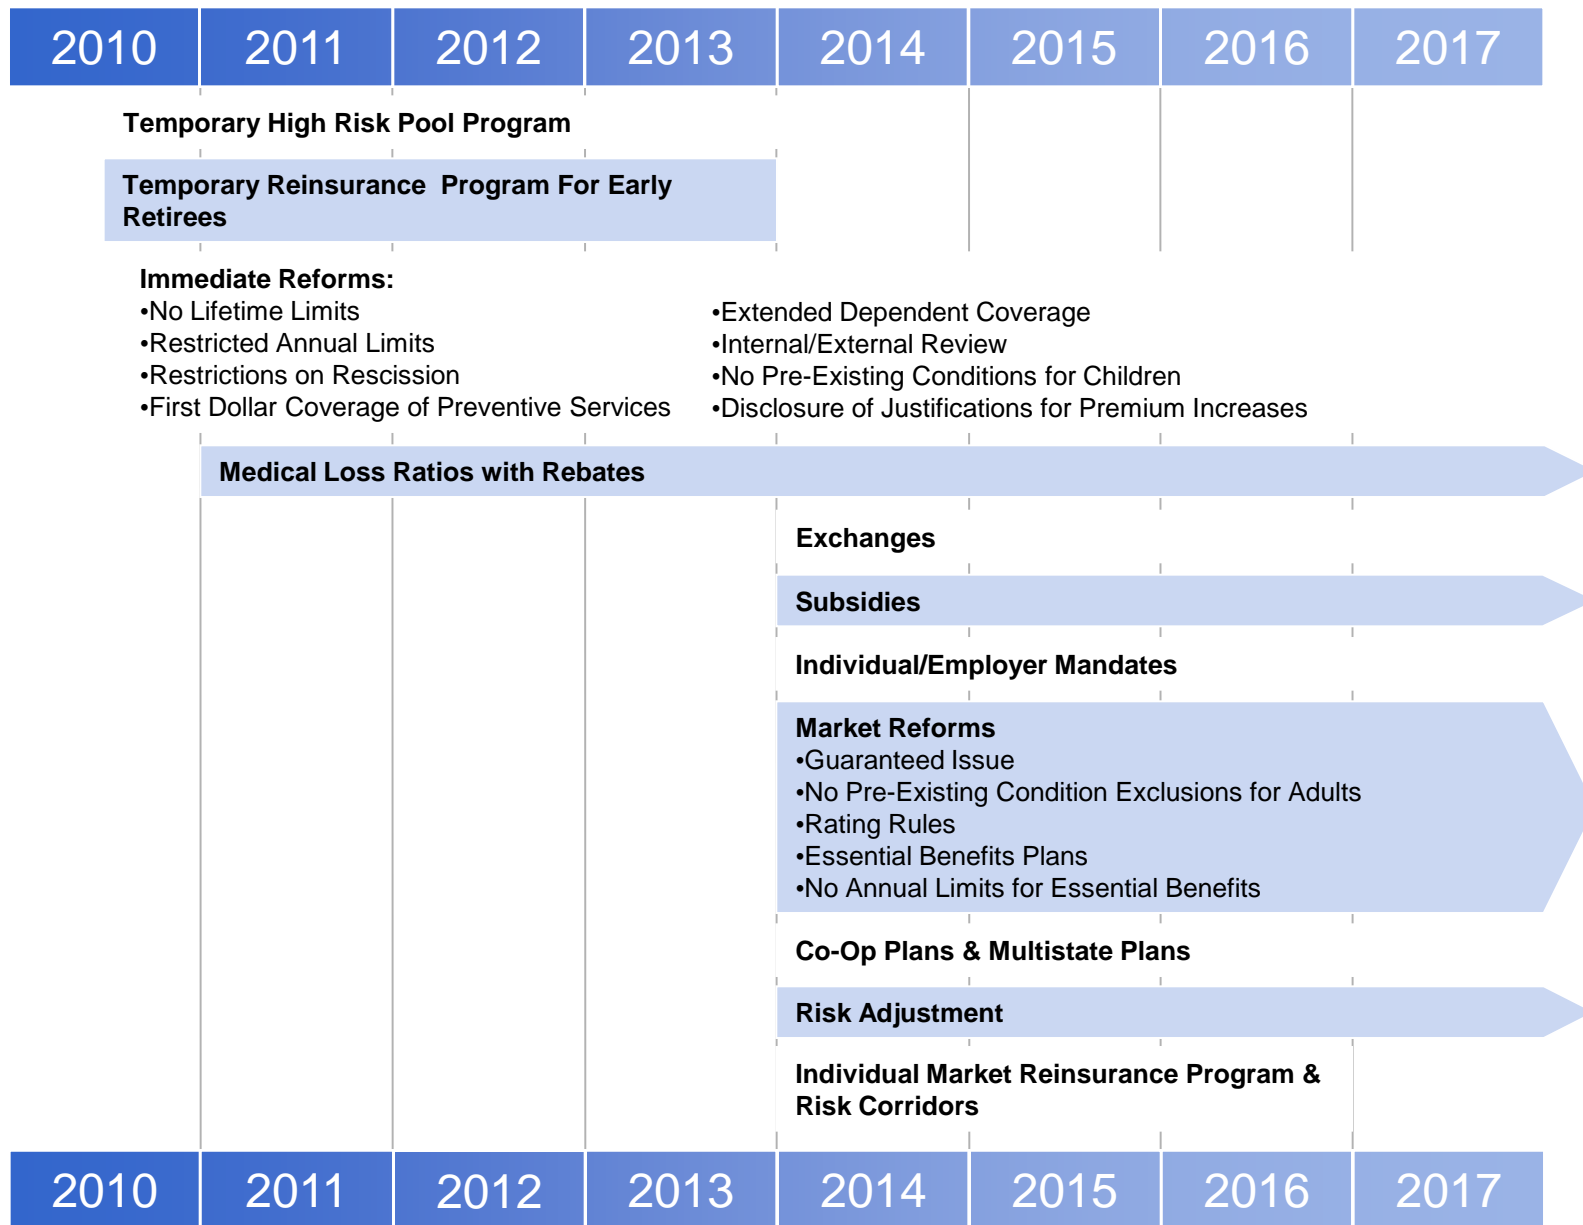 2010 2011 2012 2013 2014 2015 2016 2017
Temporary High Risk Pool Program
Temporary Reinsurance  Program For Early
Retirees
Immediate Reforms:
•No Lifetime Limits
•Restricted Annual Limits
•Restrictions on Rescission
•First Dollar Coverage of Preventive Services
•Extended Dependent Coverage
•Internal/External Review
•No Pre-Existing Conditions for Children
•Disclosure of Justifications for Premium Increases
Medical Loss Ratios with Rebates
Exchanges
Subsidies
Individual/Employer Mandates
Market Reforms
•Guaranteed Issue
•No Pre-Existing Condition Exclusions for Adults
•Rating Rules
•Essential Benefits Plans
•No Annual Limits for Essential Benefits
Co-Op Plans & Multistate Plans
Risk Adjustment
Individual Market Reinsurance Program &
Risk Corridors
2010 2011 2012 2013 2014 2015 2016 2017